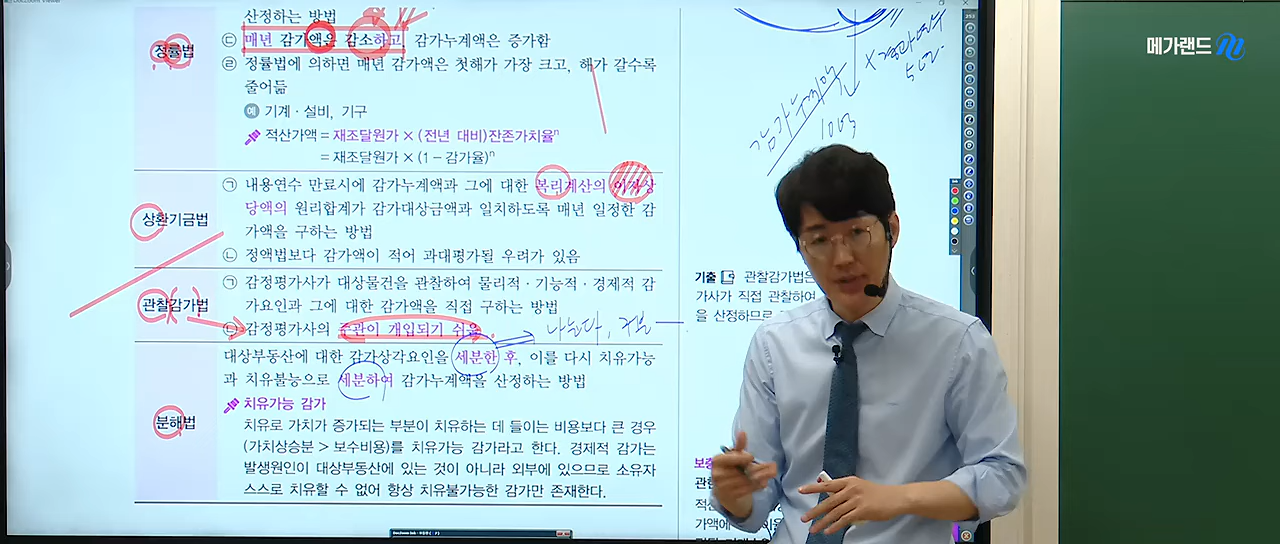 산정하는 방법
㉢ 매년 감가액은 감소하고, 감가누계액은 증가함
정률법
㉣ 정률법에 의하면 매년 감가액은 첫해가 가장 크고, 해가 갈수록
줄어듦
예 기계·설비, 기구
적산가액 = 재조달원가 × (전년 대비)잔존가치율ⁿ
= 재조달원가 × (1 − 감가율)ⁿ
㉠ 내용연수 만료시에 감가누계액과 그에 대한 복리계산의 이자상
당액의 원리합계가 감가대상금액과 일치하도록 매년 일정한 감
상환기금법
가액을 구하는 방법
㉡ 정액법보다 감가액이 적어 과대평가될 우려가 있음
㉠ 감정평가사가 대상물건을 관찰하여 물리적·기능적·경제적 감
관찰감가법
가요인과 그에 대한 감가액을 직접 구하는 방법
㉡ 감정평가사의 주관이 개입되기 쉬움
대상부동산에 대한 감가상각요인을 세분한 후, 이를 다시 치유가능
과 치유불능으로 세분하여 감가누계액을 산정하는 방법
분해법
치유가능 감가
치유로 가치가 증가되는 부분이 치유하는 데 들이는 비용보다 큰 경우
(가치상승분 > 보수비용)를 치유가능 감가라고 한다. 경제적 감가는
발생원인이 대상부동산에 있는 것이 아니라 외부에 있으므로 소유자
스스로 치유할 수 없어 항상 치유불가능한 감가만 존재한다.
감가누계액
× 경과연수
기출 관찰감가법은
가사가 직접 관찰하여
을 산정하므로
보충
관한
적산
가액에
메가랜드